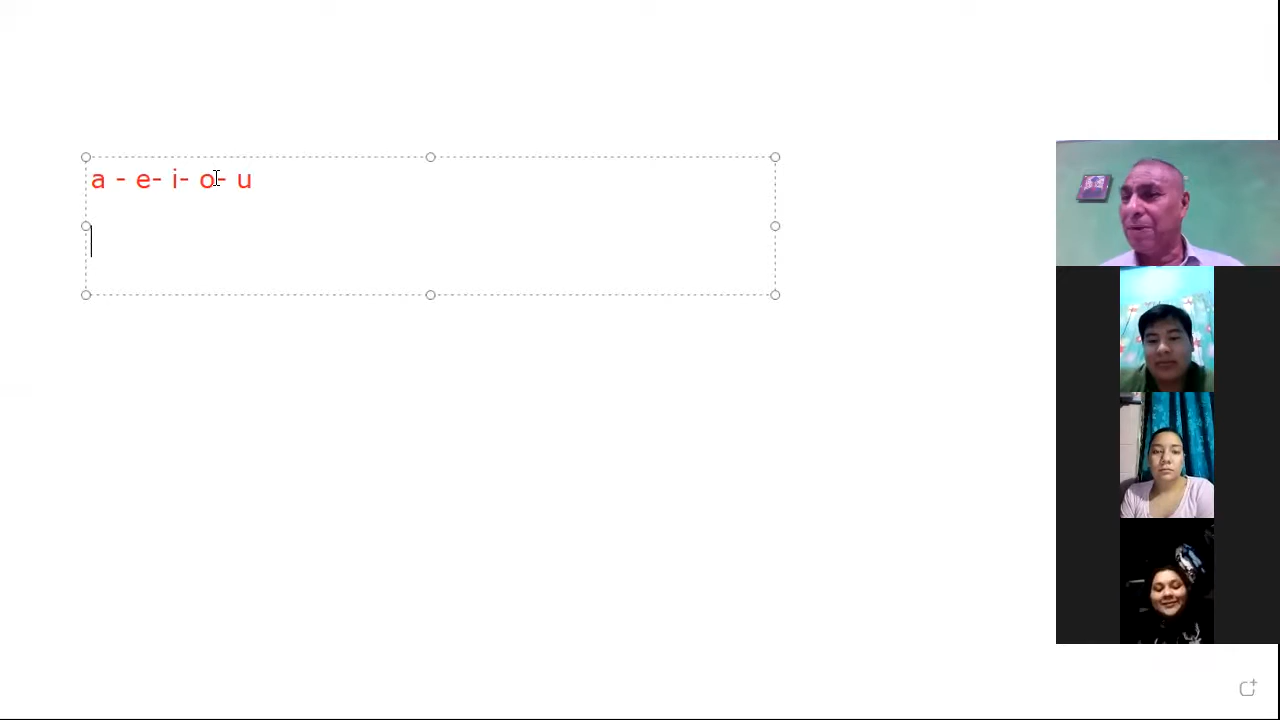 a - e- i- o- u